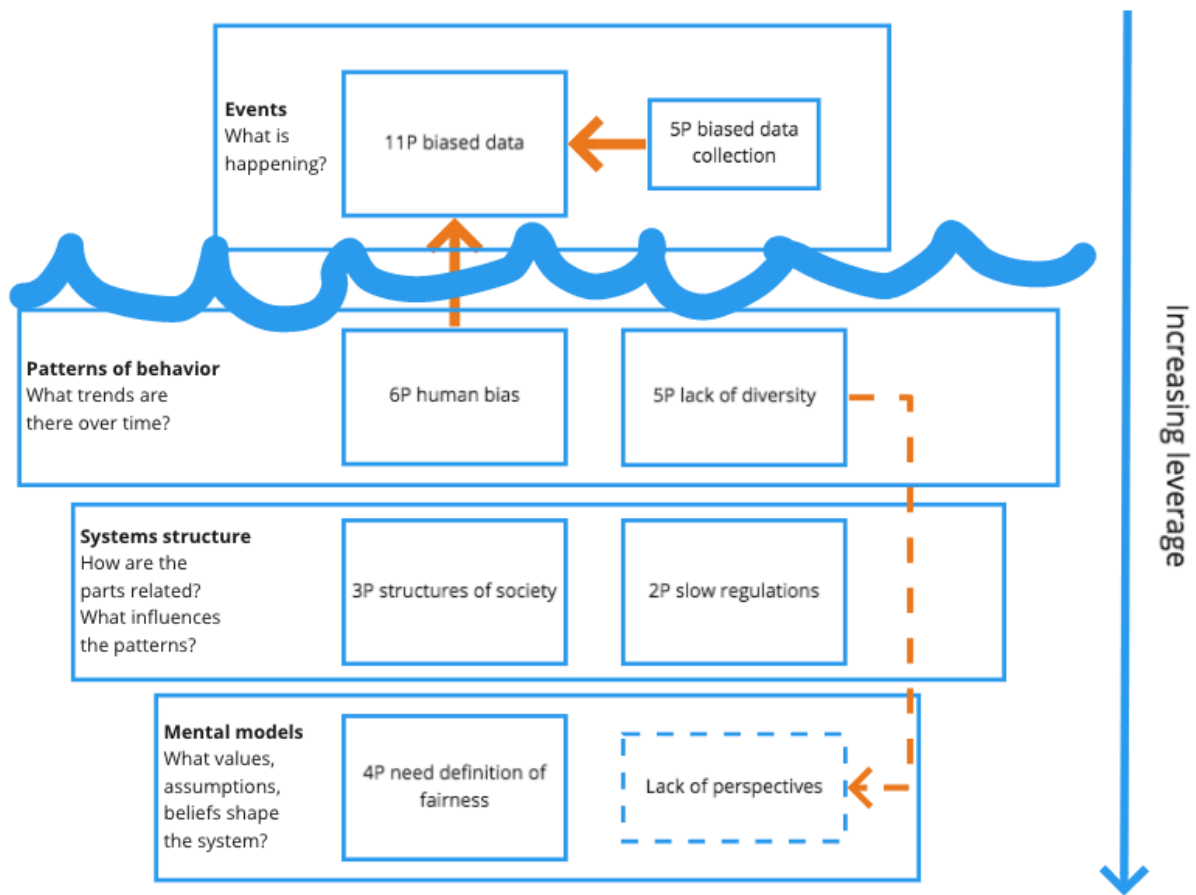 Events
What is
happening?
11P biased data
5P biased data
collection
Patterns of behavior
What trends are
there over time?
6P human bias
5P lack of diversity
Systems structure
How are the
parts related?
What influences
the patterns?
3P structures of society
2P slow regulations
Mental models
What values,
assumptions,
beliefs shape
the system?
4P need definition of
fairness
Lack of perspectives
Increasing leverage